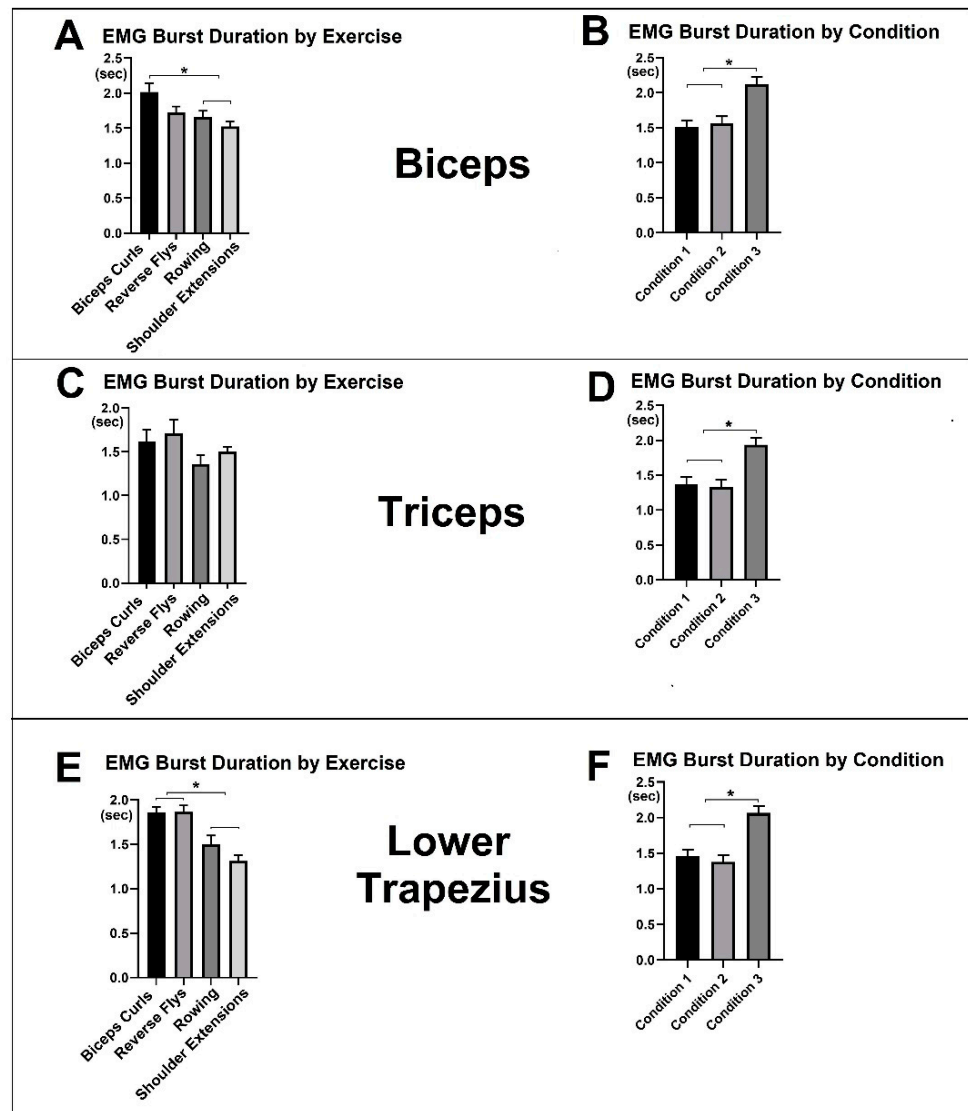 A EMG Burst Duration by Exercise
2.5
(sec)
*
2.0
1.5
1.0
0.5
0.0
Biceps Curls
Reverse Flys
Rowing
Shoulder Extensions
Biceps
B EMG Burst Duration by Condition
2.5
(sec)
*
2.0
1.5
1.0
0.5
0.0
Condition 1
Condition 2
Condition 3
C EMG Burst Duration by Exercise
2.0
(sec)
1.5
1.0
0.5
0.0
Biceps Curls
Reverse Flys
Rowing
Shoulder Extensions
Triceps
D EMG Burst Duration by Condition
2.5
(sec)
*
2.0
1.5
1.0
0.5
0.0
Condition 1
Condition 2
Condition 3
E EMG Burst Duration by Exercise
*
2.0
(sec)
1.5
1.0
0.5
0.0
Biceps Curls
Reverse Flys
Rowing
Shoulder Extensions
Lower
Trapezius
F EMG Burst Duration by Condition
2.5
(sec)
*
2.0
1.5
1.0
0.5
0.0
Condition 1
Condition 2
Condition 3